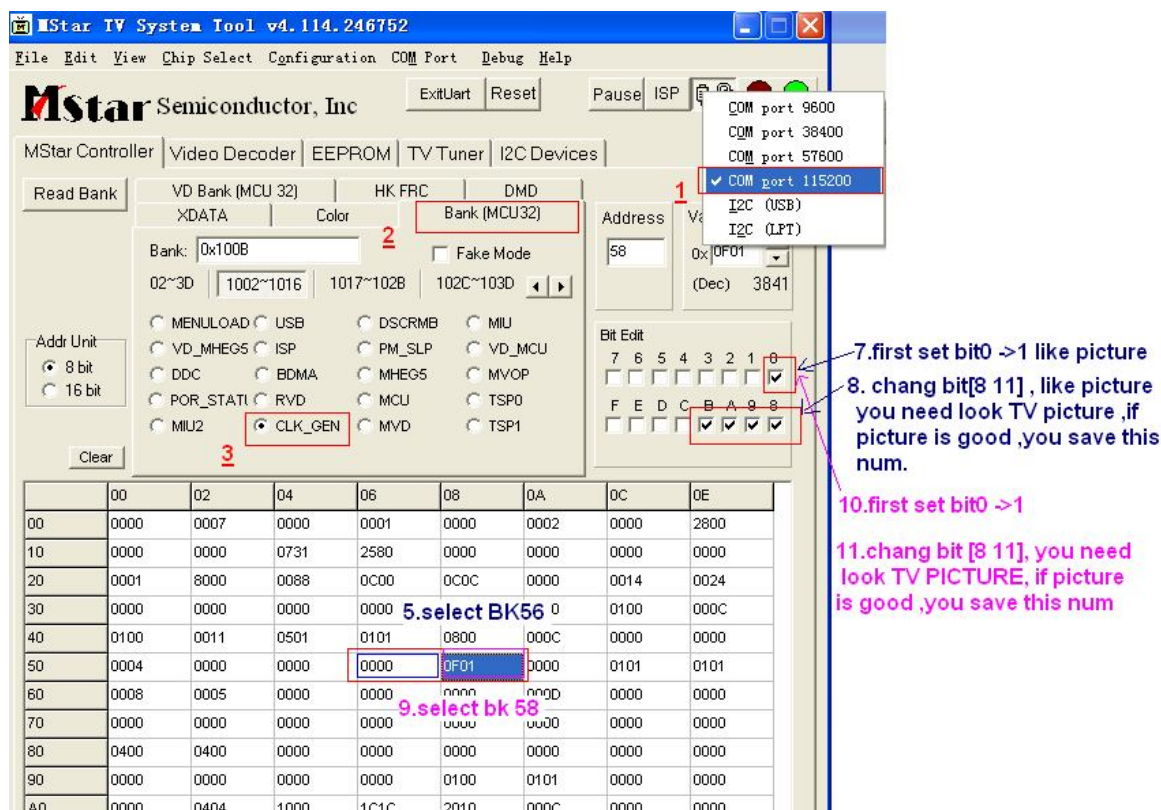 MStar TV System Tool v4.114.246752
File Edit View Chip Select Configuration COM Port Debug Help
MStar Semiconductor, Inc
ExitUart Reset Pause ISP
COM port 9600
COM port 38400
COM port 57600
COM port 115200
I2C (USB)
I2C (LPT)
MStar Controller Video Decoder EEPROM TV Tuner I2C Devices
1
Read Bank
VD Bank (MCU 32) HK FRC DMD
XDATA Color Bank (MCU32)
2
Bank: 0x100B Fake Mode
02~3D 1002~1016 1017~102B 102C~103D
Address
58
0x 0F01
(Dec) 3841
Addr Unit
8 bit
16 bit
MENULOAD USB DSCRMB MIU
VD_MHEG5 ISP PM_SLP VD_MCU
DDC BDMA MHEG5 MVOP
POR_STATU RVD MCU TSP0
MIU2 CLK_GEN MVD TSP1
3
Clear
Bit Edit
7 6 5 4 3 2 1 0
F E D C B A 9 8
7.first set bit0 ->1 like picture
8. chang bit[8 11] , like picture
you need look TV picture ,if
picture is good ,you save this
num.
10.first set bit0 ->1
11.chang bit [8 11], you need
look TV PICTURE, if picture
is good ,you save this num
00 02 04 06 08 0A 0C 0E
00 0000 0007 0000 0001 0000 0002 0000 2800
10 0000 0000 0731 2580 0000 0000 0000 0000
20 0001 8000 0088 0C00 0C0C 0000 0014 0024
30 0000 0000 0000 0000 0 0100 000C
5.select BK56
40 0100 0011 0501 0101 0800 000C 0000 0000
50 0004 0000 0000 0000 0F01 0000 0101 0101
60 0008 0005 0000 0000 0000 000D 0000 0000
9.select bk 58
70 0000 0000 0000 0000 0000 0000 0000 0000
80 0400 0400 0000 0000 0000 0000 0000 0000
90 0000 0000 0000 0000 0100 0101 0000 0000
A0 0000 0404 1000 1C1C 2010 000C 0000 0000